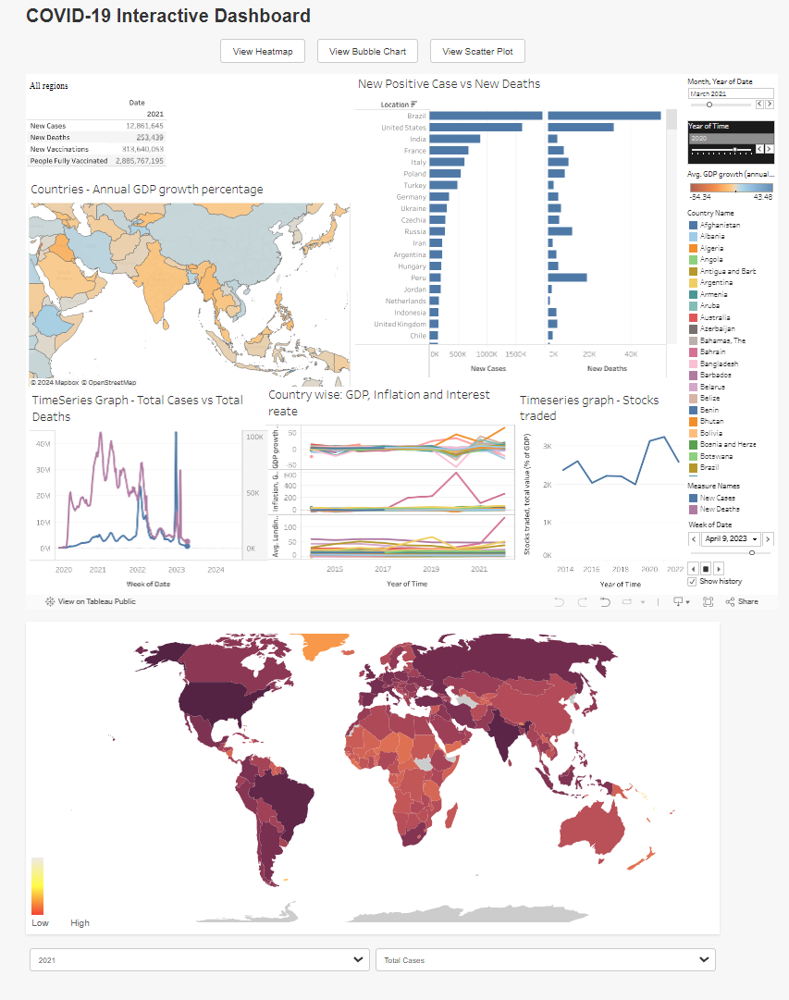 COVID-19 Interactive Dashboard
View Heatmap
View Bubble Chart
View Scatter Plot
All regions
Date
2021
New Cases 12,861,645
New Deaths 253,439
New Vaccinations 313,640,053
People Fully Vaccinated 2,885,767,195
New Positive Case vs New Deaths
Location
Brazil
United States
India
France
Italy
Poland
Turkey
Germany
Ukraine
Czechia
Russia
Iran
Argentina
Hungary
Peru
Jordan
Netherlands
Indonesia
United Kingdom
Chile
0K 500K 1000K 1500K
20K 40K
New Cases
New Deaths
Month, Year of Date
March 2021
Year of Time
2020
Avg. GDP growth (annual...
-54.34 43.48
Country Name
Afghanistan
Albania
Algeria
Angola
Antigua and Barb
Argentina
Armenia
Aruba
Australia
Azerbaijan
Bahamas, The
Bahrain
Bangladesh
Barbados
Belarus
Belize
Benin
Bhutan
Bolivia
Bosnia and Herze
Botswana
Brazil
Measure Names
New Cases
New Deaths
Week of Date
April 9, 2023
Show history
Countries - Annual GDP growth percentage
© 2024 Mapbox © OpenStreetMap
TimeSeries Graph - Total Cases vs Total
Deaths
40M
30M
20M
10M
0M
100K
50K
0K
2020 2021 2022 2023 2024
Week of Date
Country wise: GDP, Inflation and Interest
reate
GDP growth..
50
0
-50
Inflation, G..
600
400
200
0
Avg. Lendin..
100
50
0
2015 2017 2019 2021
Year of Time
Timeseries graph - Stocks
traded
Stocks traded, total value (% of GDP)
3K
2K
1K
0K
2014 2016 2018 2020 2022
Year of Time
View on Tableau Public
Share
Low High
2021
Total Cases